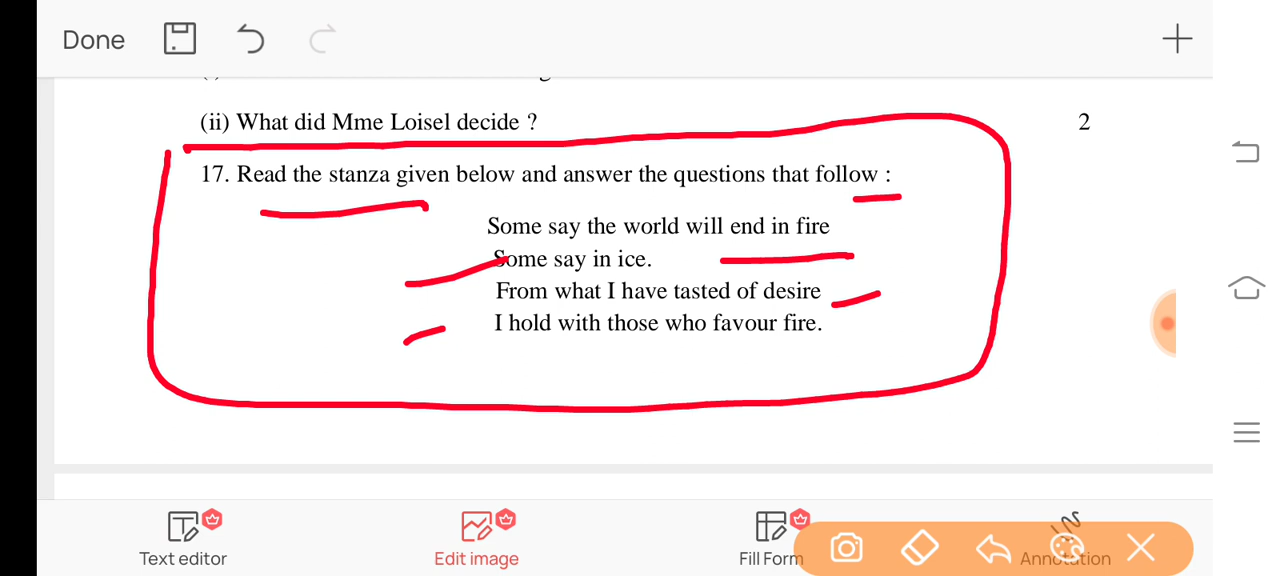 Done
(ii) What did Mme Loisel decide ? 2
17. Read the stanza given below and answer the questions that follow :
Some say the world will end in fire
Some say in ice.
From what I have tasted of desire
I hold with those who favour fire.
Text editor
Edit image
Fill Form
Annotation